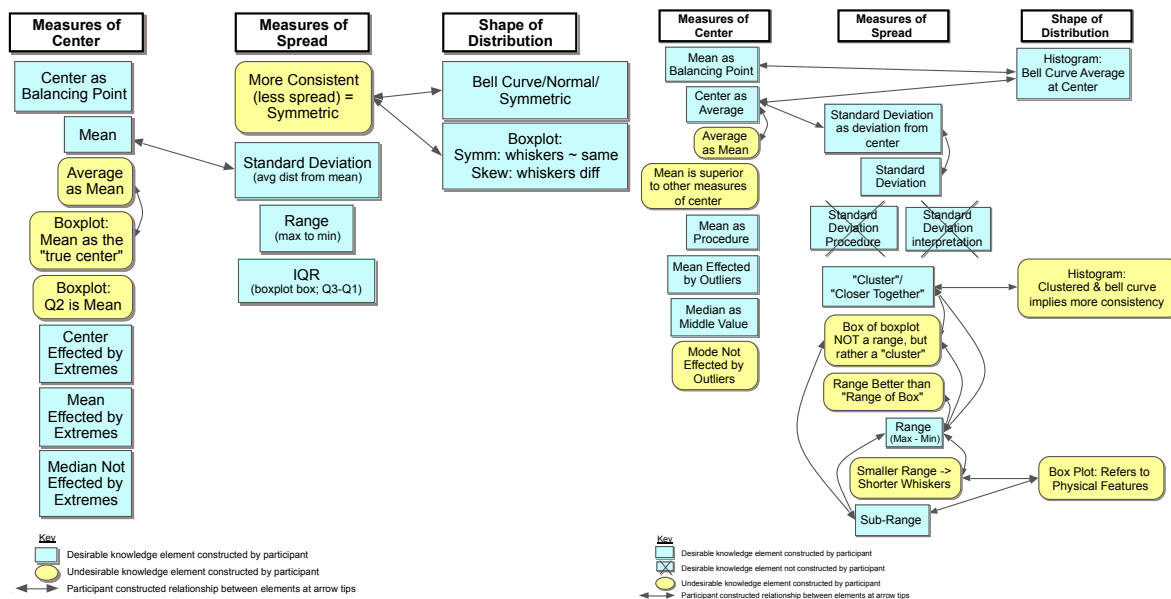 Measures of
Center
Measures of
Spread
Shape of
Distribution
Center as
Balancing Point
Mean
Average
as Mean
Boxplot:
Mean as the
"true center"
Boxplot:
Q2 is Mean
Center
Effected by
Extremes
Mean
Effected by
Extremes
Median Not
Effected by
Extremes
More Consistent
(less spread) =
Symmetric
Standard Deviation
(avg dist from mean)
Range
(max to min)
IQR
(boxplot box; Q3-Q1)
Bell Curve/Normal/
Symmetric
Boxplot:
Symm: whiskers ~ same
Skew: whiskers diff
Key
Desirable knowledge element constructed by participant
Undesirable knowledge element constructed by participant
Participant constructed relationship between elements at arrow tips
Measures of
Center
Measures of
Spread
Shape of
Distribution
Mean as
Balancing Point
Center as
Average
Average
as Mean
Mean is superior
to other measures
of center
Mean as
Procedure
Mean Effected
by Outliers
Median as
Middle Value
Mode Not
Effected by
Outliers
Standard Deviation
as deviation from
center
Standard
Deviation
Standard
Deviation
Procedure
Standard
Deviation
interpretation
"Cluster"/
"Closer Together"
Box of boxplot
NOT a range, but
rather a "cluster"
Range Better than
"Range of Box"
Range
(Max - Min)
Smaller Range ->
Shorter Whiskers
Sub-Range
Histogram:
Bell Curve Average
at Center
Histogram:
Clustered & bell curve
implies more consistency
Box Plot: Refers to
Physical Features
Key
Desirable knowledge element constructed by participant
Desirable knowledge element not constructed by participant
Undesirable knowledge element constructed by participant
Participant constructed relationship between elements at arrow tips